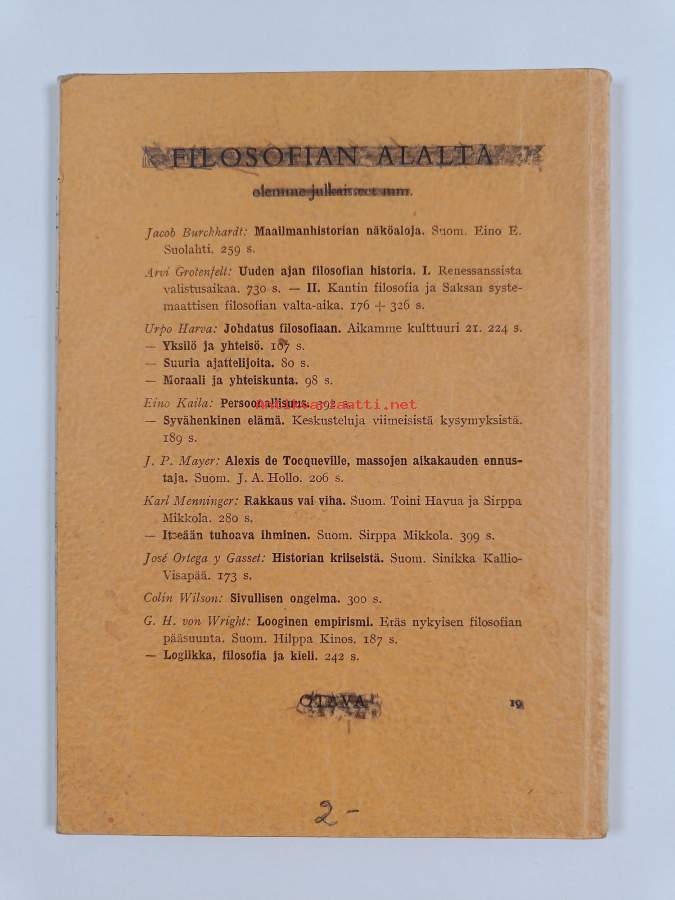 FILOSOFIAN ALALTA
olemme julkaisseet mm.
Jacob Burckhardt: Maailmanhistorian näköaloja. Suom. Eino E.
Suolahti. 259 s.
Arvi Grotenfelt: Uuden ajan filosofian historia. I. Renessanssista
valistusaikaa. 730 s. — II. Kantin filosofia ja Saksan syste-
maattisen filosofian valta-aika. 176 + 326 s.
Urpo Harva: Johdatus filosofiaan. Aikamme kulttuuri 21. 224 s.
— Yksilö ja yhteisö. 167 s.
— Suuria ajattelijoita. 80 s.
— Moraali ja yhteiskunta. 98 s.
Eino Kaila: Persoonallisuus. 392 s.
— Syvähenkinen elämä. Keskusteluja viimeisistä kysymyksistä.
189 s.
J. P. Mayer: Alexis de Tocqueville, massojen aikakauden ennus-
taja. Suom. J. A. Hollo. 206 s.
Karl Menninger: Rakkaus vai viha. Suom. Toini Havua ja Sirppa
Mikkola. 280 s.
— Itseään tuhoava ihminen. Suom. Sirppa Mikkola. 399 s.
José Ortega y Gasset: Historian kriiseistä. Suom. Sinikka Kallio-
Visapää. 173 s.
Colin Wilson: Sivullisen ongelma. 300 s.
G. H. von Wright: Looginen empirismi. Eräs nykyisen filosofian
pääsuunta. Suom. Hilppa Kinos. 187 s.
— Logiikka, filosofia ja kieli. 242 s.
OTAVA
19
2-